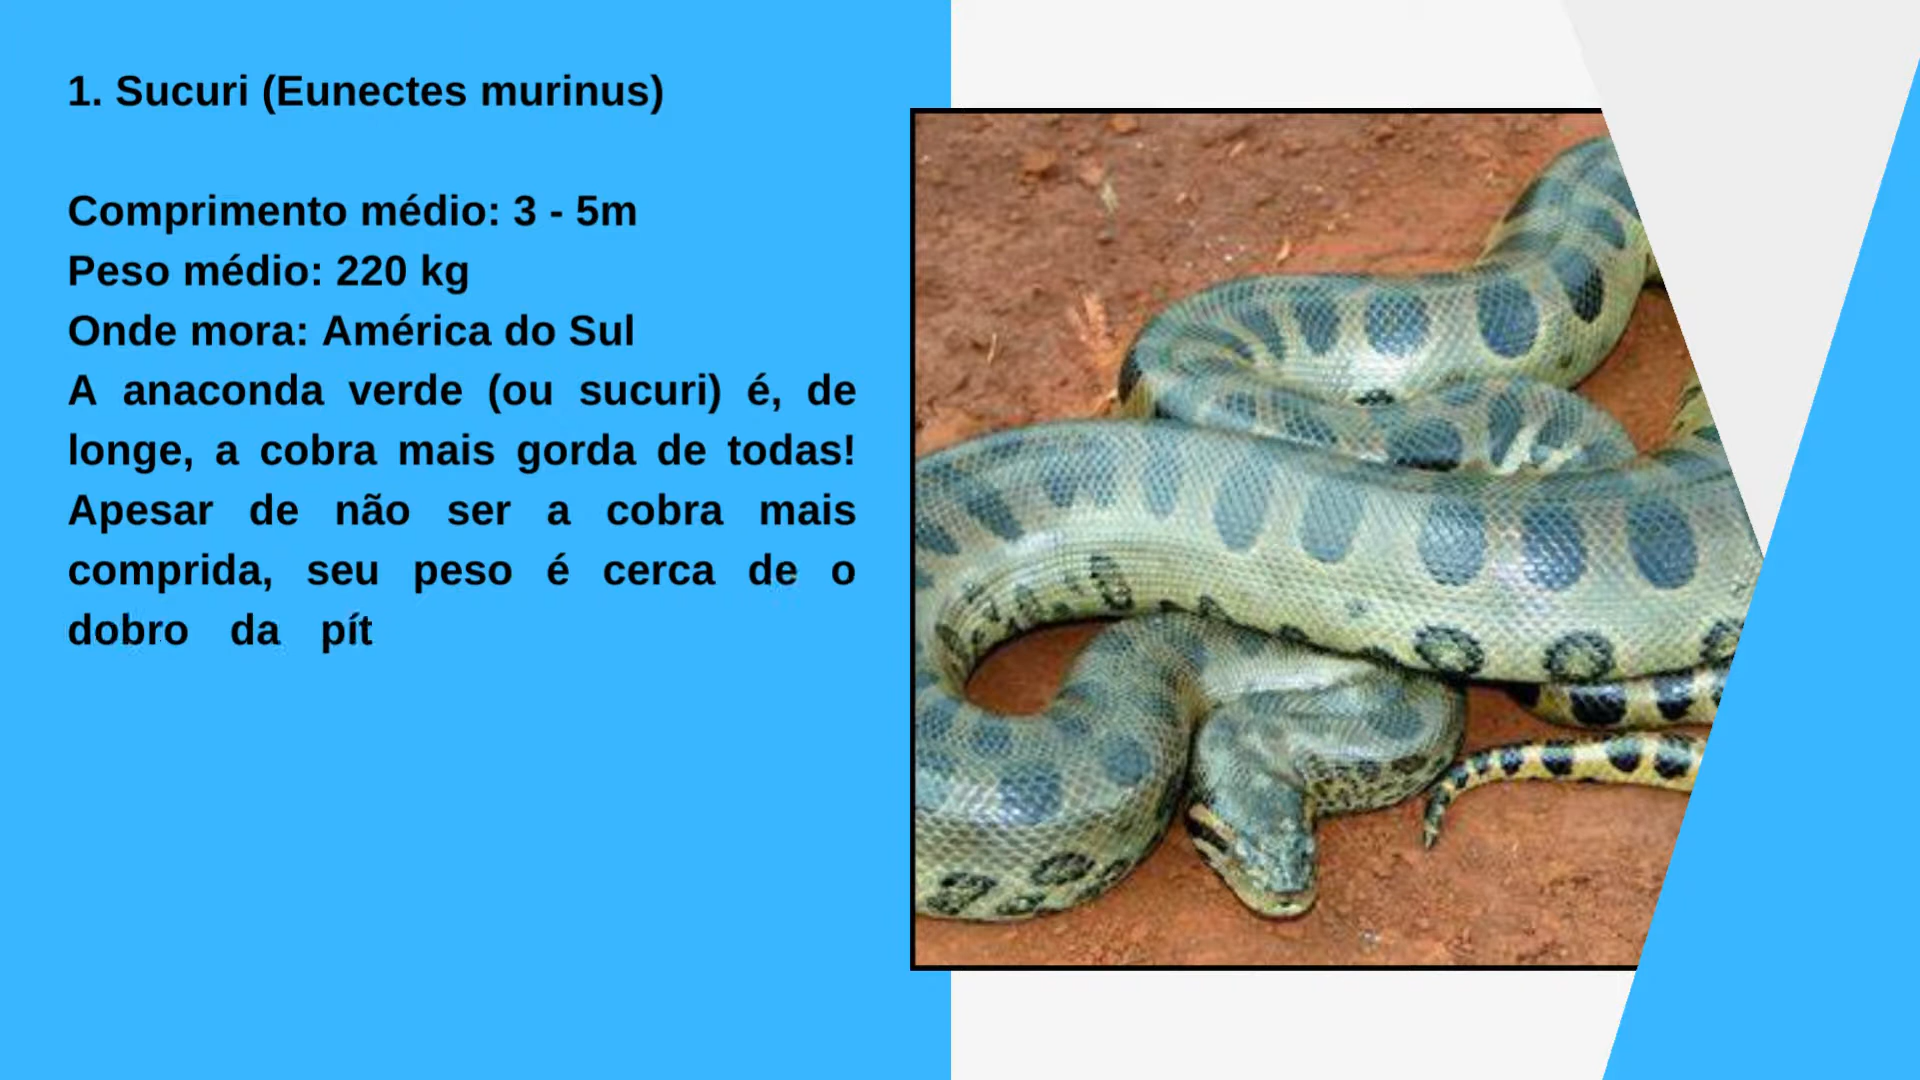 1. Sucuri (Eunectes murinus)
Comprimento médio: 3 - 5m
Peso médio: 220 kg
Onde mora: América do Sul
A anaconda verde (ou sucuri) é, de
longe, a cobra mais gorda de todas!
Apesar de não ser a cobra mais
comprida, seu peso é cerca de o
dobro da pít